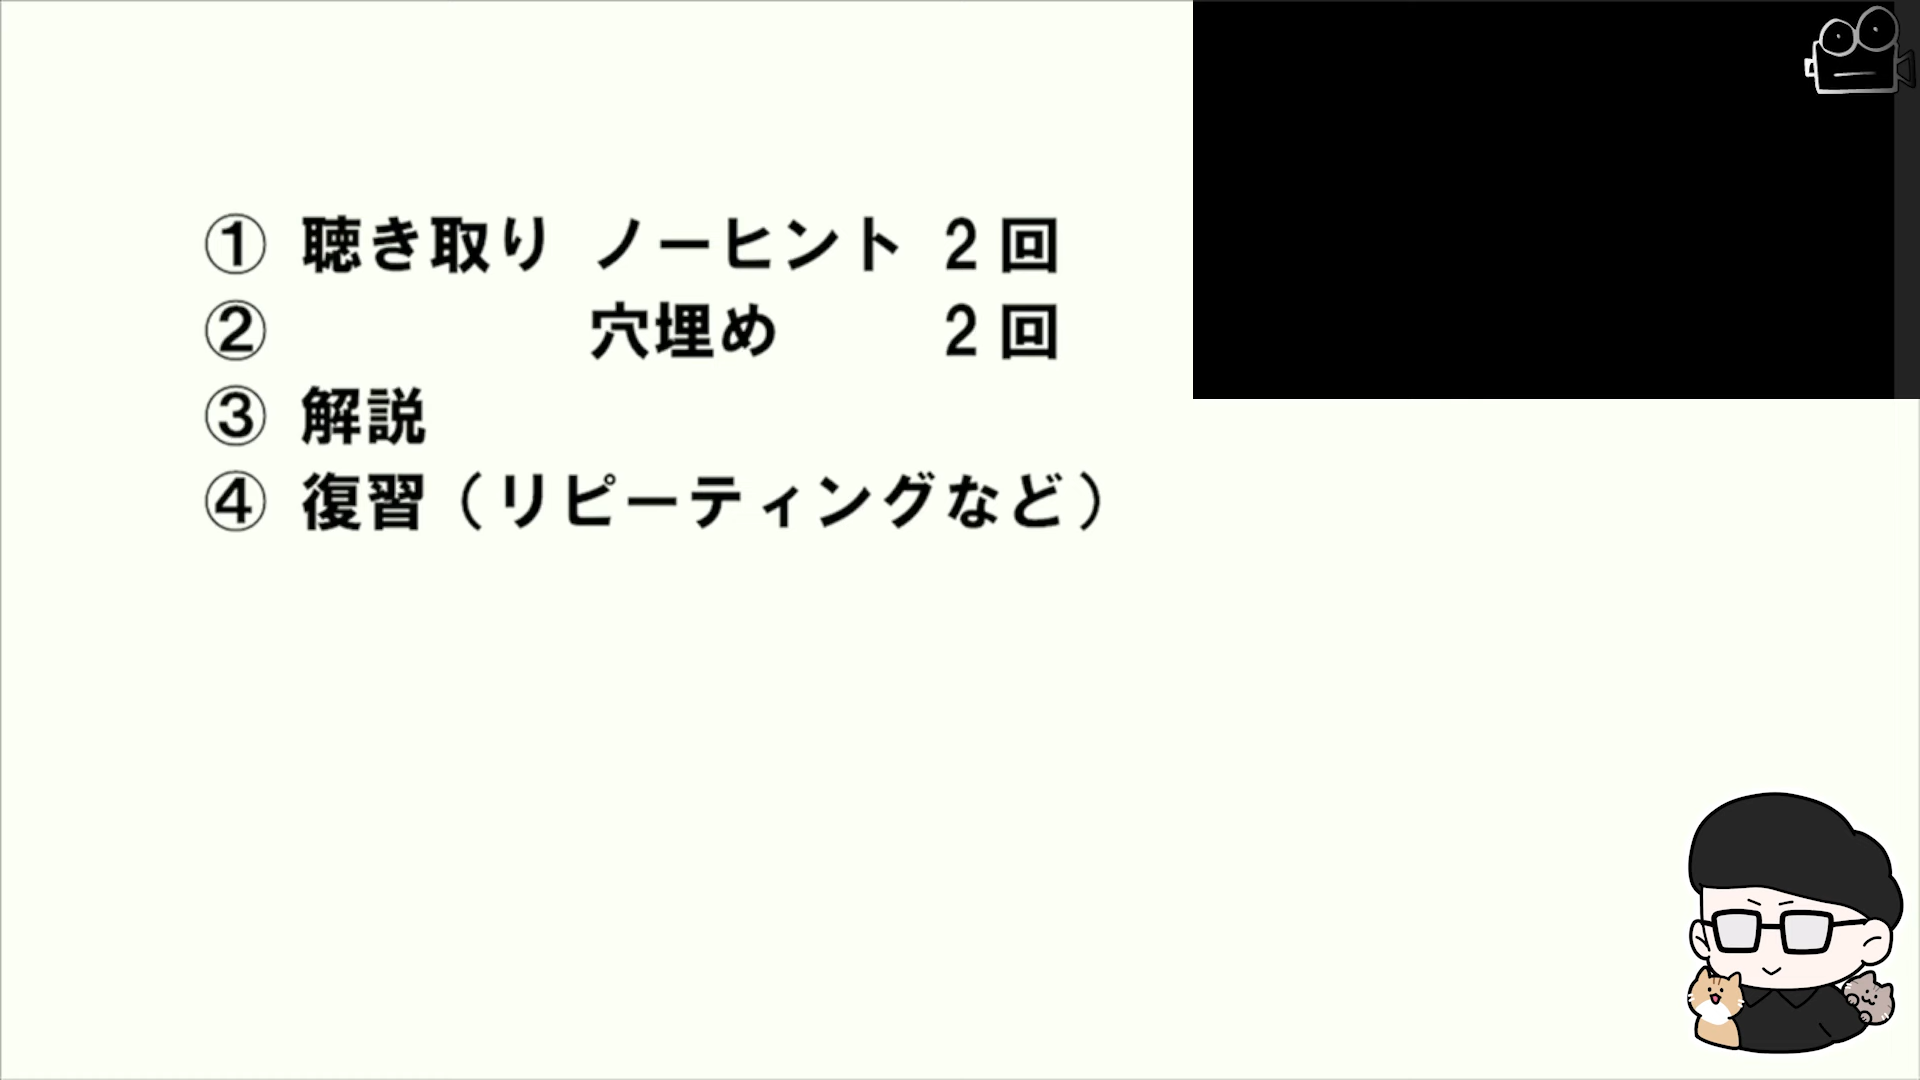 ① 聴き取り ノーヒント 2回
② 穴埋め 2回
③ 解説
④ 復習（リピーティングなど）